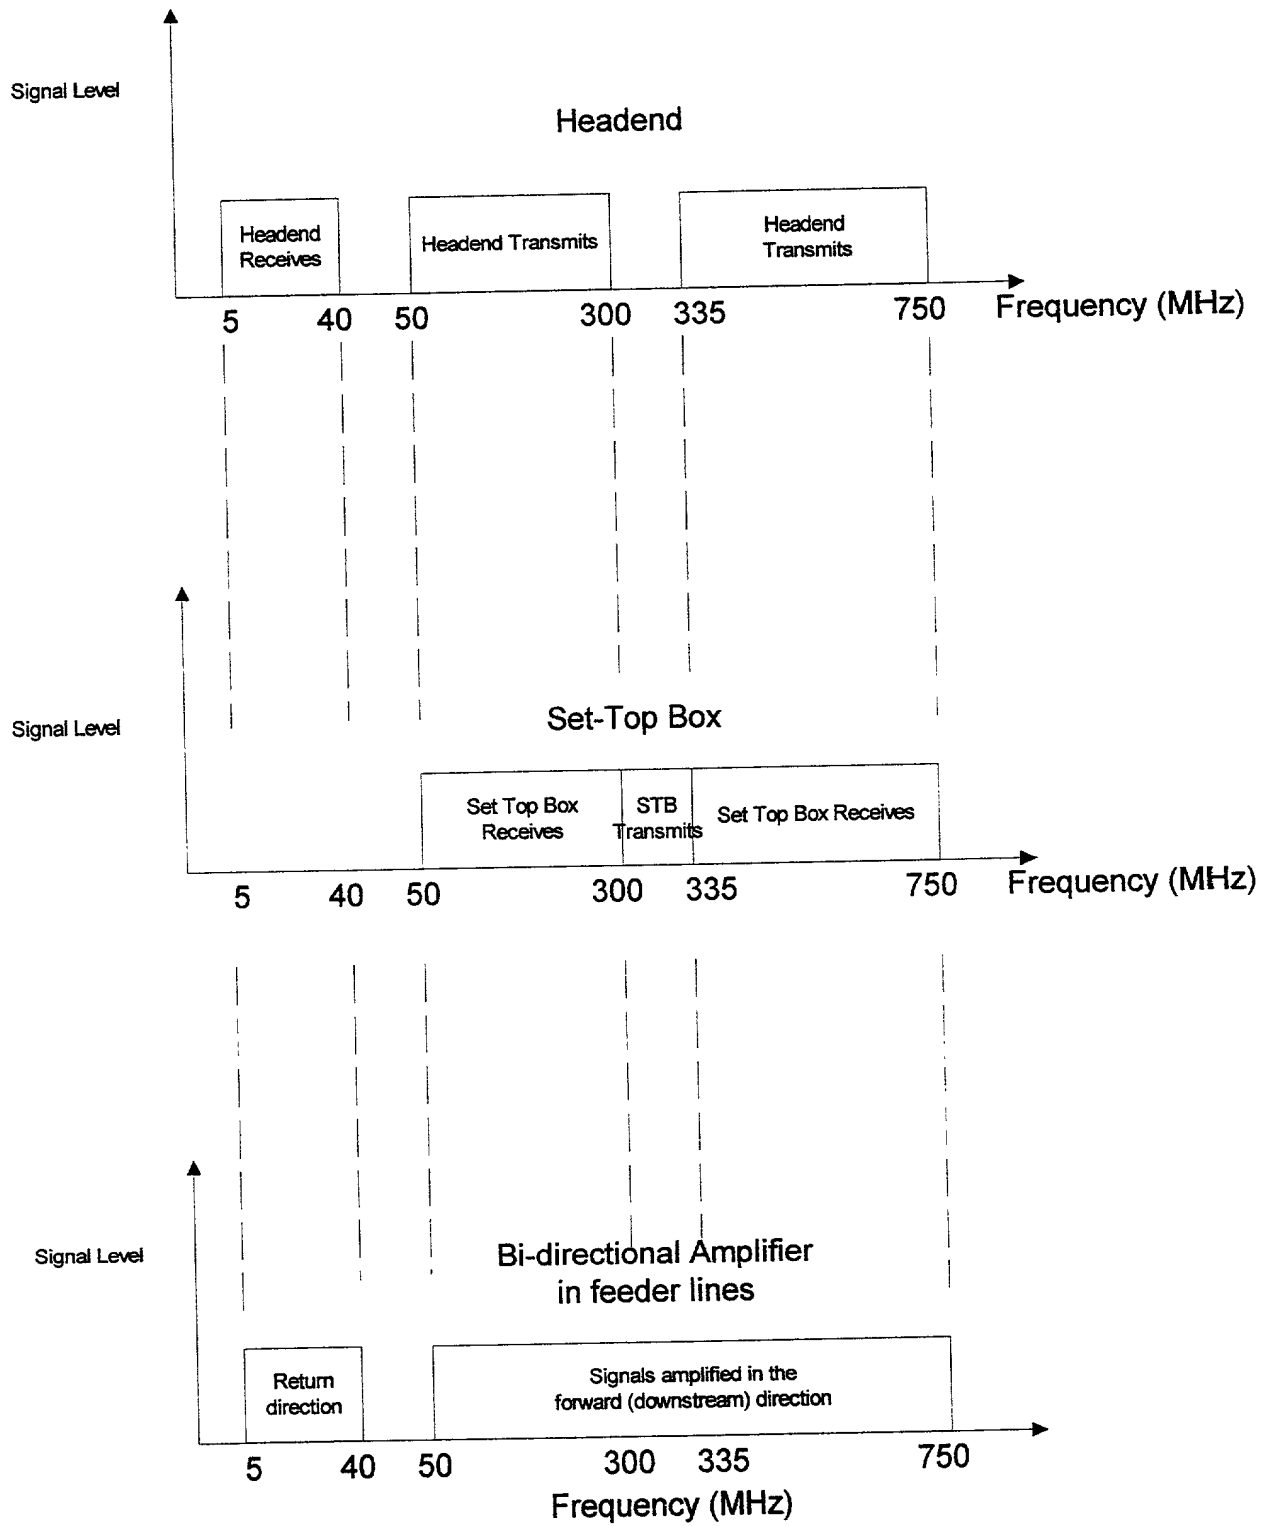 Signal Level
Headend
Headend
Receives
Headend Transmits
Headend
Transmits
5
40
50
300
335
750
Frequency (MHz)
Signal Level
Set-Top Box
Set Top Box
Receives
STB
Transmits
Set Top Box Receives
5
40
50
300
335
750
Frequency (MHz)
Signal Level
Bi-directional Amplifier
in feeder lines
Return
direction
Signals amplified in the
forward (downstream) direction
5
40
50
300
335
750
Frequency (MHz)